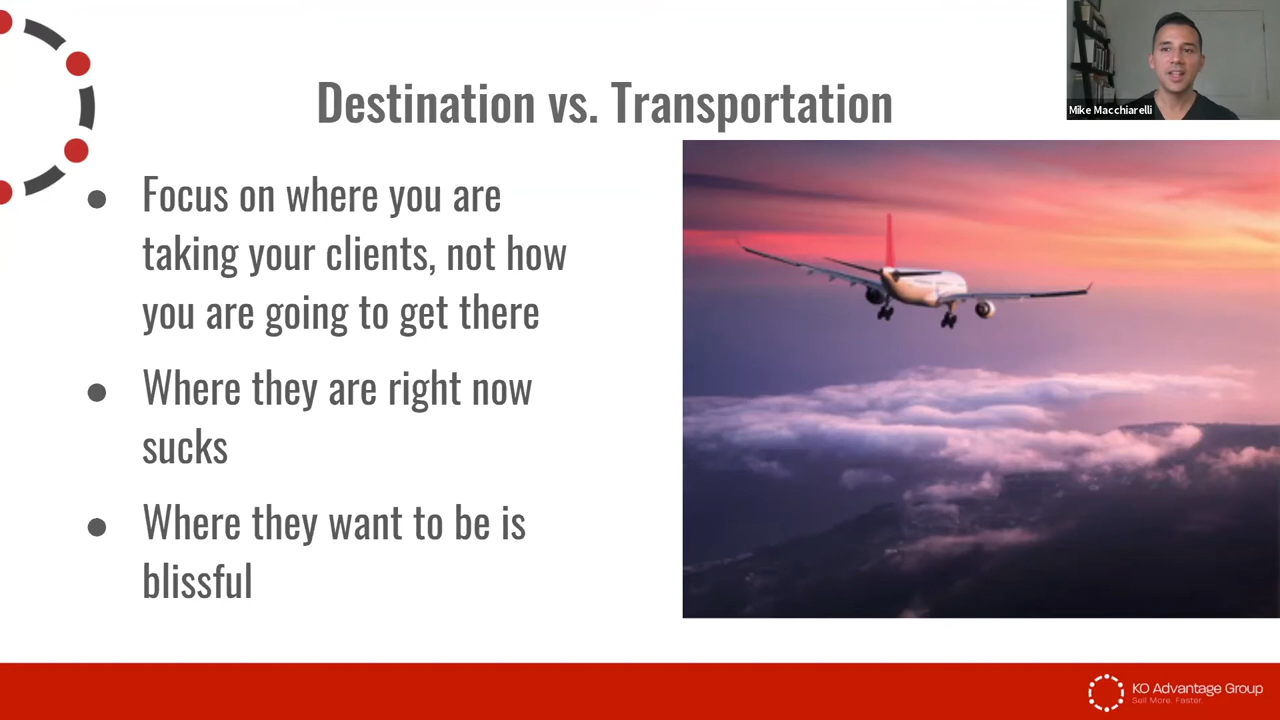 Destination vs. Transportation
Mike Macchiarelli
● Focus on where you are
taking your clients, not how
you are going to get there
● Where they are right now
sucks
● Where they want to be is
blissful
KO Advantage Group
Sell More. Faster.